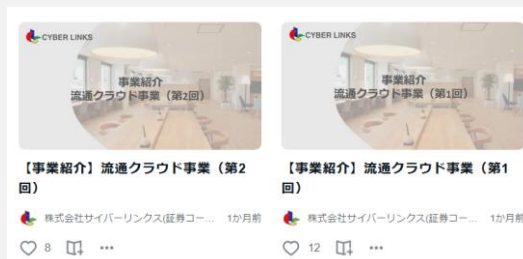 CYBER LINKS
事業紹介
流通クラウド事業（第2回）
【事業紹介】流通クラウド事業（第2
回）
株式会社サイバーリンクス(証券コー... 1か月前
8
CYBER LINKS
事業紹介
流通クラウド事業（第1回）
【事業紹介】流通クラウド事業（第1
回）
株式会社サイバーリンクス(証券コー... 1か月前
12